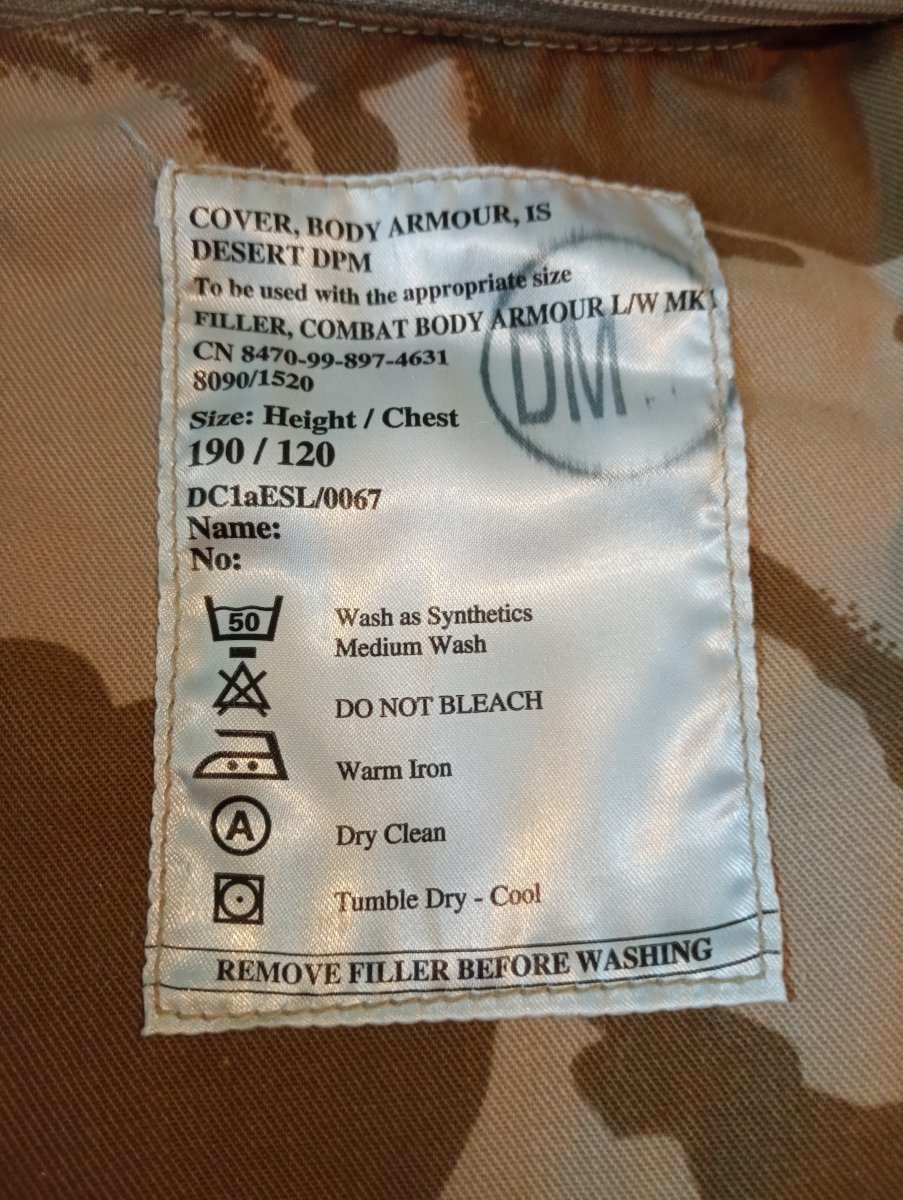 COVER, BODY ARMOUR, IS
DESERT DPM
To be used with the appropriate size
FILLER, COMBAT BODY ARMOUR L/W MK1
CN 8470-99-897-4631
8090/1520
Size: Height / Chest
190 / 120
DC1aESL/0067
Name:
No:
DM
50
Wash as Synthetics
Medium Wash
DO NOT BLEACH
Warm Iron
A
Dry Clean
Tumble Dry - Cool
REMOVE FILLER BEFORE WASHING